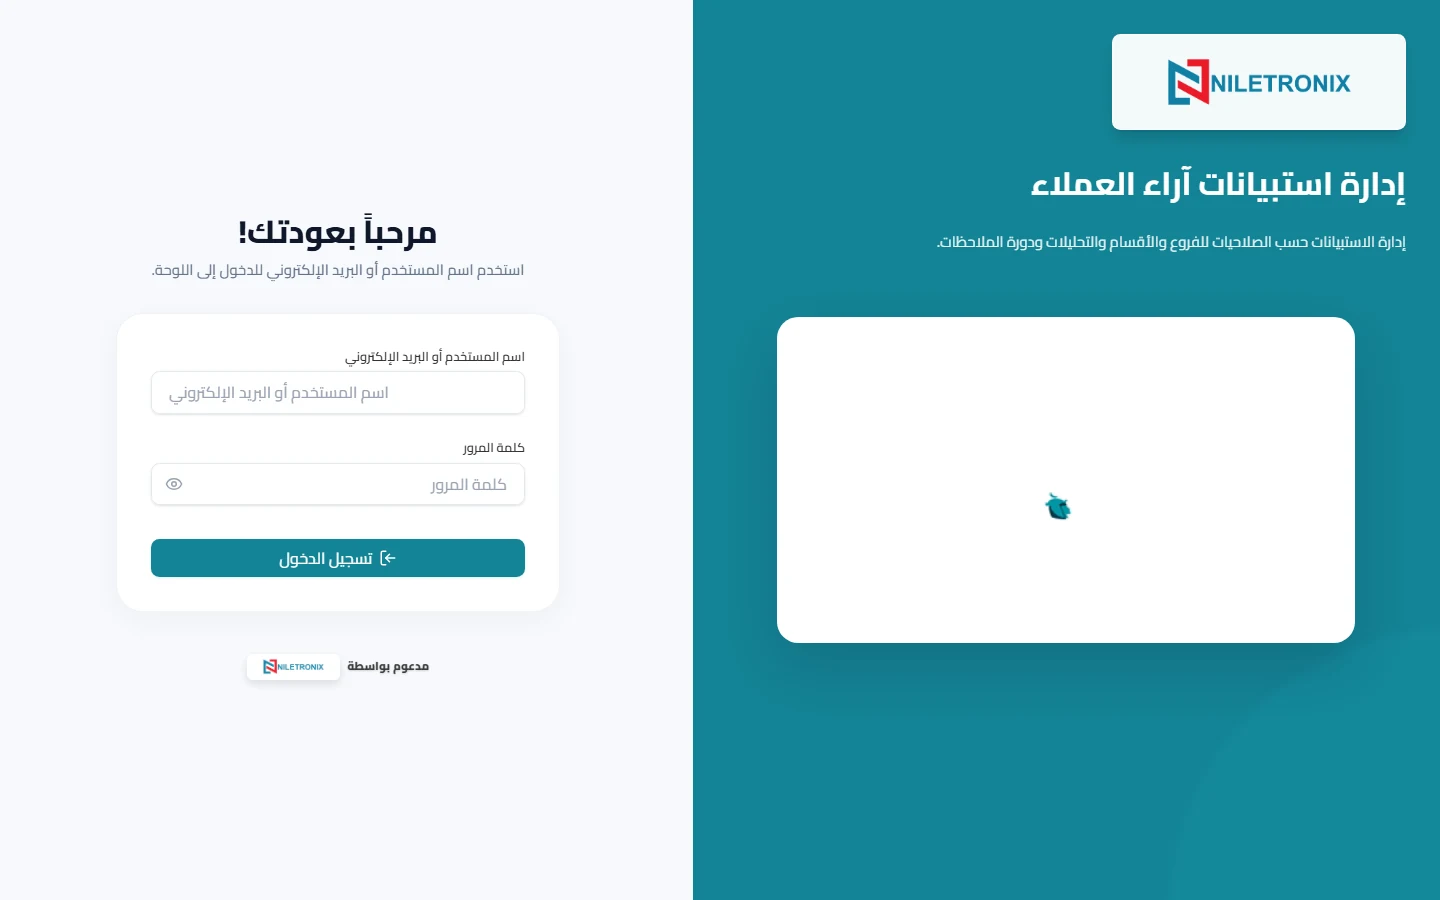 NILETRONIX
إدارة استبيانات آراء العملاء
إدارة الاستبيانات حسب الصلاحيات للفروع والأقسام والتحليلات ودورة الملاحظات.
مرحباً بعودتك!
استخدم اسم المستخدم أو البريد الإلكتروني للدخول إلى اللوحة.
اسم المستخدم أو البريد الإلكتروني
اسم المستخدم أو البريد الإلكتروني
كلمة المرور
كلمة المرور
تسجيل الدخول
مدعوم بواسطة NILETRONIX